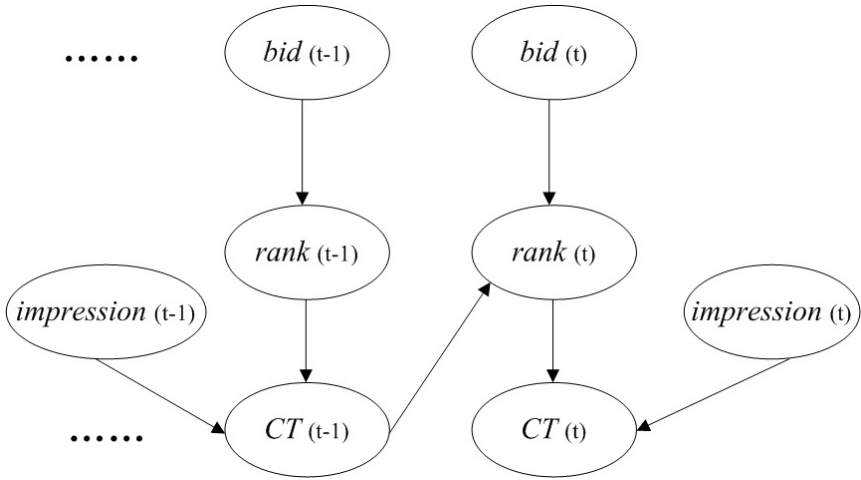 ...... bid (t-1) bid (t)
rank (t-1) rank (t)
impression (t-1) impression (t)
...... CT (t-1) CT (t)